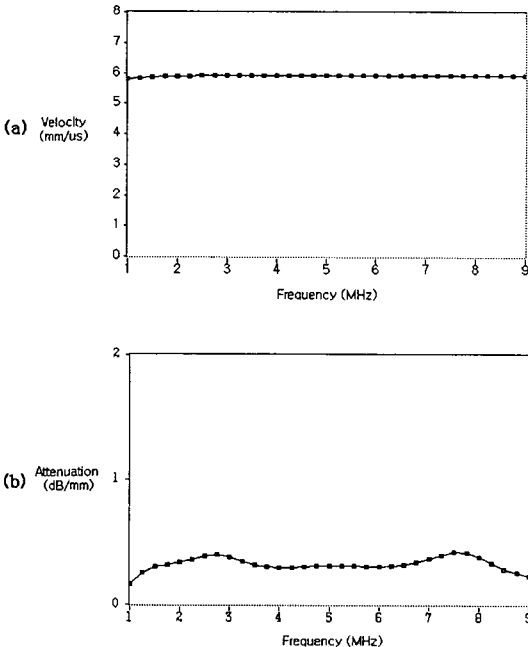 8
7
6
5
4
3
2
1
0
(a) Velocity
(mm/us)
1 2 3 4 5 6 7 8 9
Frequency (MHz)
2
1
0
(b) Attenuation
(dB/mm)
1 2 3 4 5 6 7 8 9
Frequency (MHz)